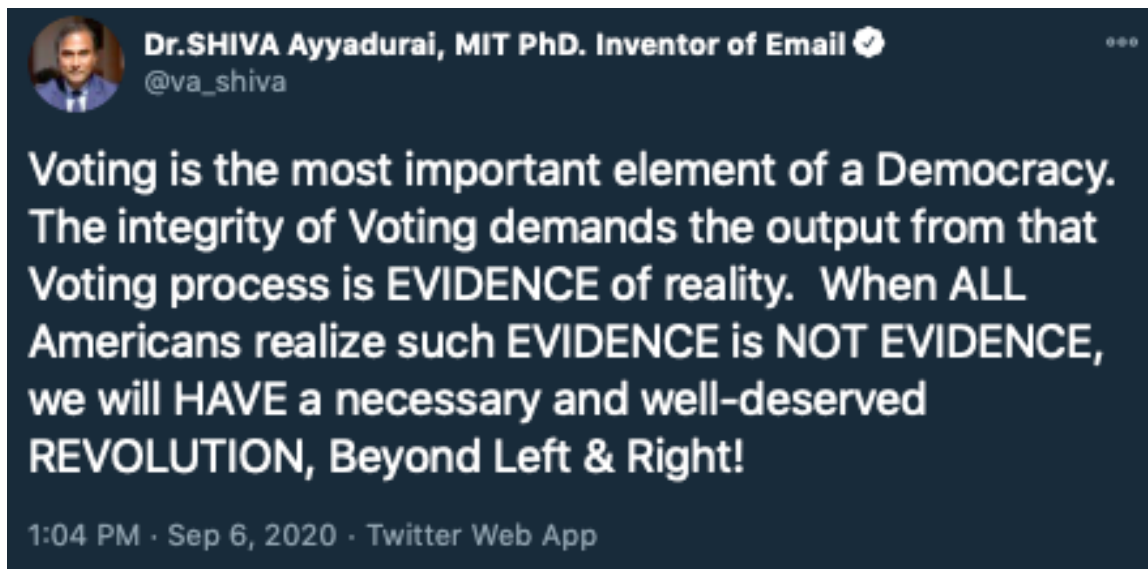 Dr.SHIVA Ayyadurai, MIT PhD. Inventor of Email
@va_shiva
Voting is the most important element of a Democracy.
The integrity of Voting demands the output from that
Voting process is EVIDENCE of reality.  When ALL
Americans realize such EVIDENCE is NOT EVIDENCE,
we will HAVE a necessary and well-deserved
REVOLUTION, Beyond Left & Right!
1:04 PM · Sep 6, 2020 · Twitter Web App